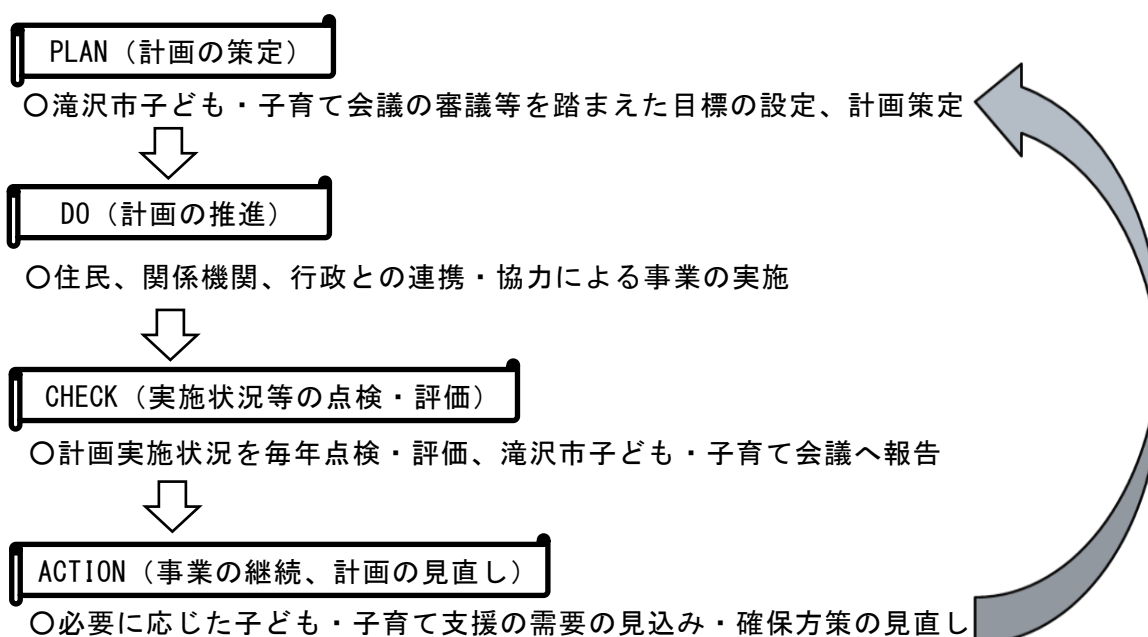 PLAN（計画の策定）
〇滝沢市子ども・子育て会議の審議等を踏まえた目標の設定、計画策定
DO（計画の推進）
〇住民、関係機関、行政との連携・協力による事業の実施
CHECK（実施状況等の点検・評価）
〇計画実施状況を毎年点検・評価、滝沢市子ども・子育て会議へ報告
ACTION（事業の継続、計画の見直し）
〇必要に応じた子ども・子育て支援の需要の見込み・確保方策の見直し